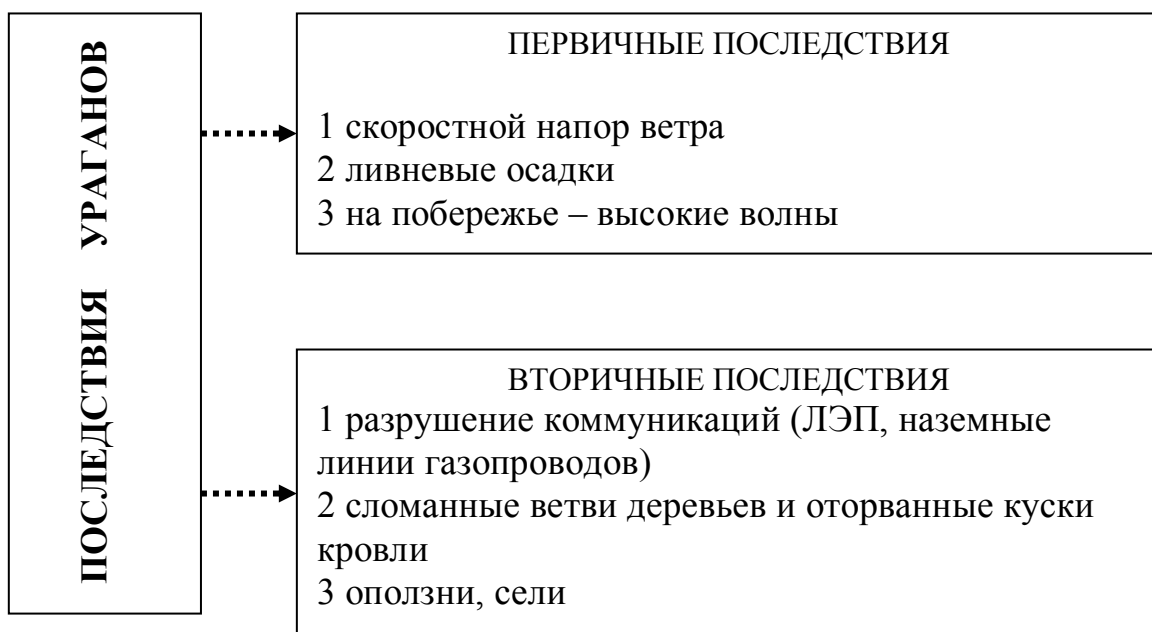 ПОСЛЕДСТВИЯ УРАГАНОВ
ПЕРВИЧНЫЕ ПОСЛЕДСТВИЯ
1 скоростной напор ветра
2 ливневые осадки
3 на побережье – высокие волны
ВТОРИЧНЫЕ ПОСЛЕДСТВИЯ
1 разрушение коммуникаций (ЛЭП, наземные
линии газопроводов)
2 сломанные ветви деревьев и оторванные куски
кровли
3 оползни, сели